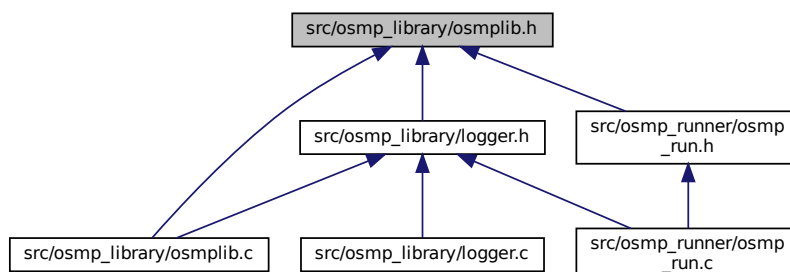 src/osmp_library/osmplib.h
src/osmp_library/logger.h
src/osmp_runner/osmp
_run.h
src/osmp_library/osmplib.c
src/osmp_library/logger.c
src/osmp_runner/osmp
_run.c